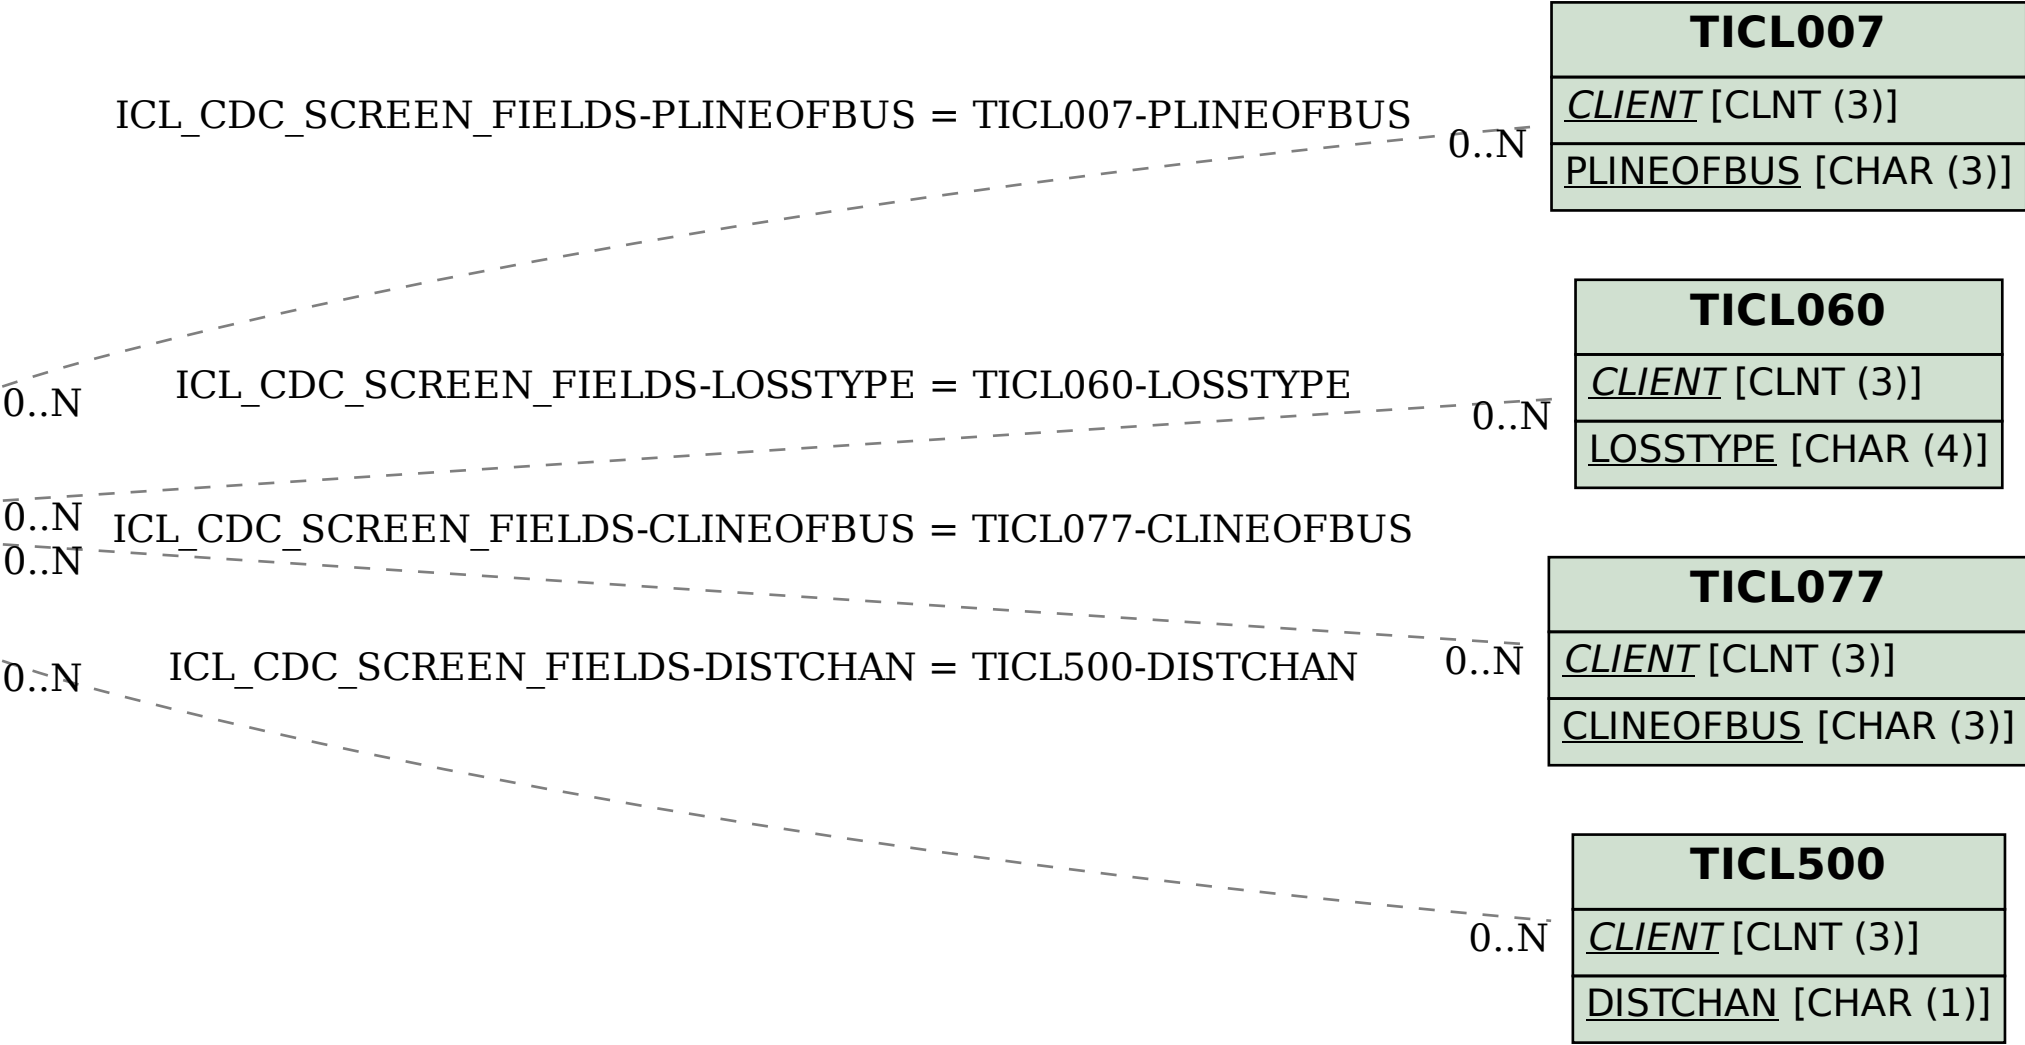 TICL007
CLIENT [CLNT (3)]
PLINEOFBUS [CHAR (3)]
ICL_CDC_SCREEN_FIELDS-PLINEOFBUS = TICL007-PLINEOFBUS
0..N
0..N
TICL060
CLIENT [CLNT (3)]
LOSSTYPE [CHAR (4)]
ICL_CDC_SCREEN_FIELDS-LOSSTYPE = TICL060-LOSSTYPE
0..N
0..N
ICL_CDC_SCREEN_FIELDS-CLINEOFBUS = TICL077-CLINEOFBUS
0..N
0..N
TICL077
CLIENT [CLNT (3)]
CLINEOFBUS [CHAR (3)]
ICL_CDC_SCREEN_FIELDS-DISTCHAN = TICL500-DISTCHAN
0..N
0..N
TICL500
CLIENT [CLNT (3)]
DISTCHAN [CHAR (1)]